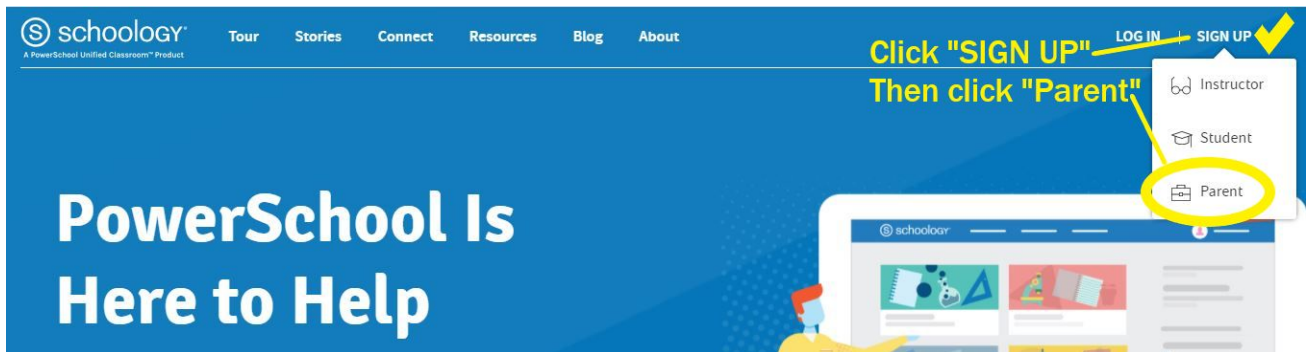 schoology
A PowerSchool Unified Classroom™ Product
Tour Stories Connect Resources Blog About
LOG IN | SIGN UP
Click "SIGN UP"
Then click "Parent"
Instructor
Student
Parent
PowerSchool Is
Here to Help
schoology